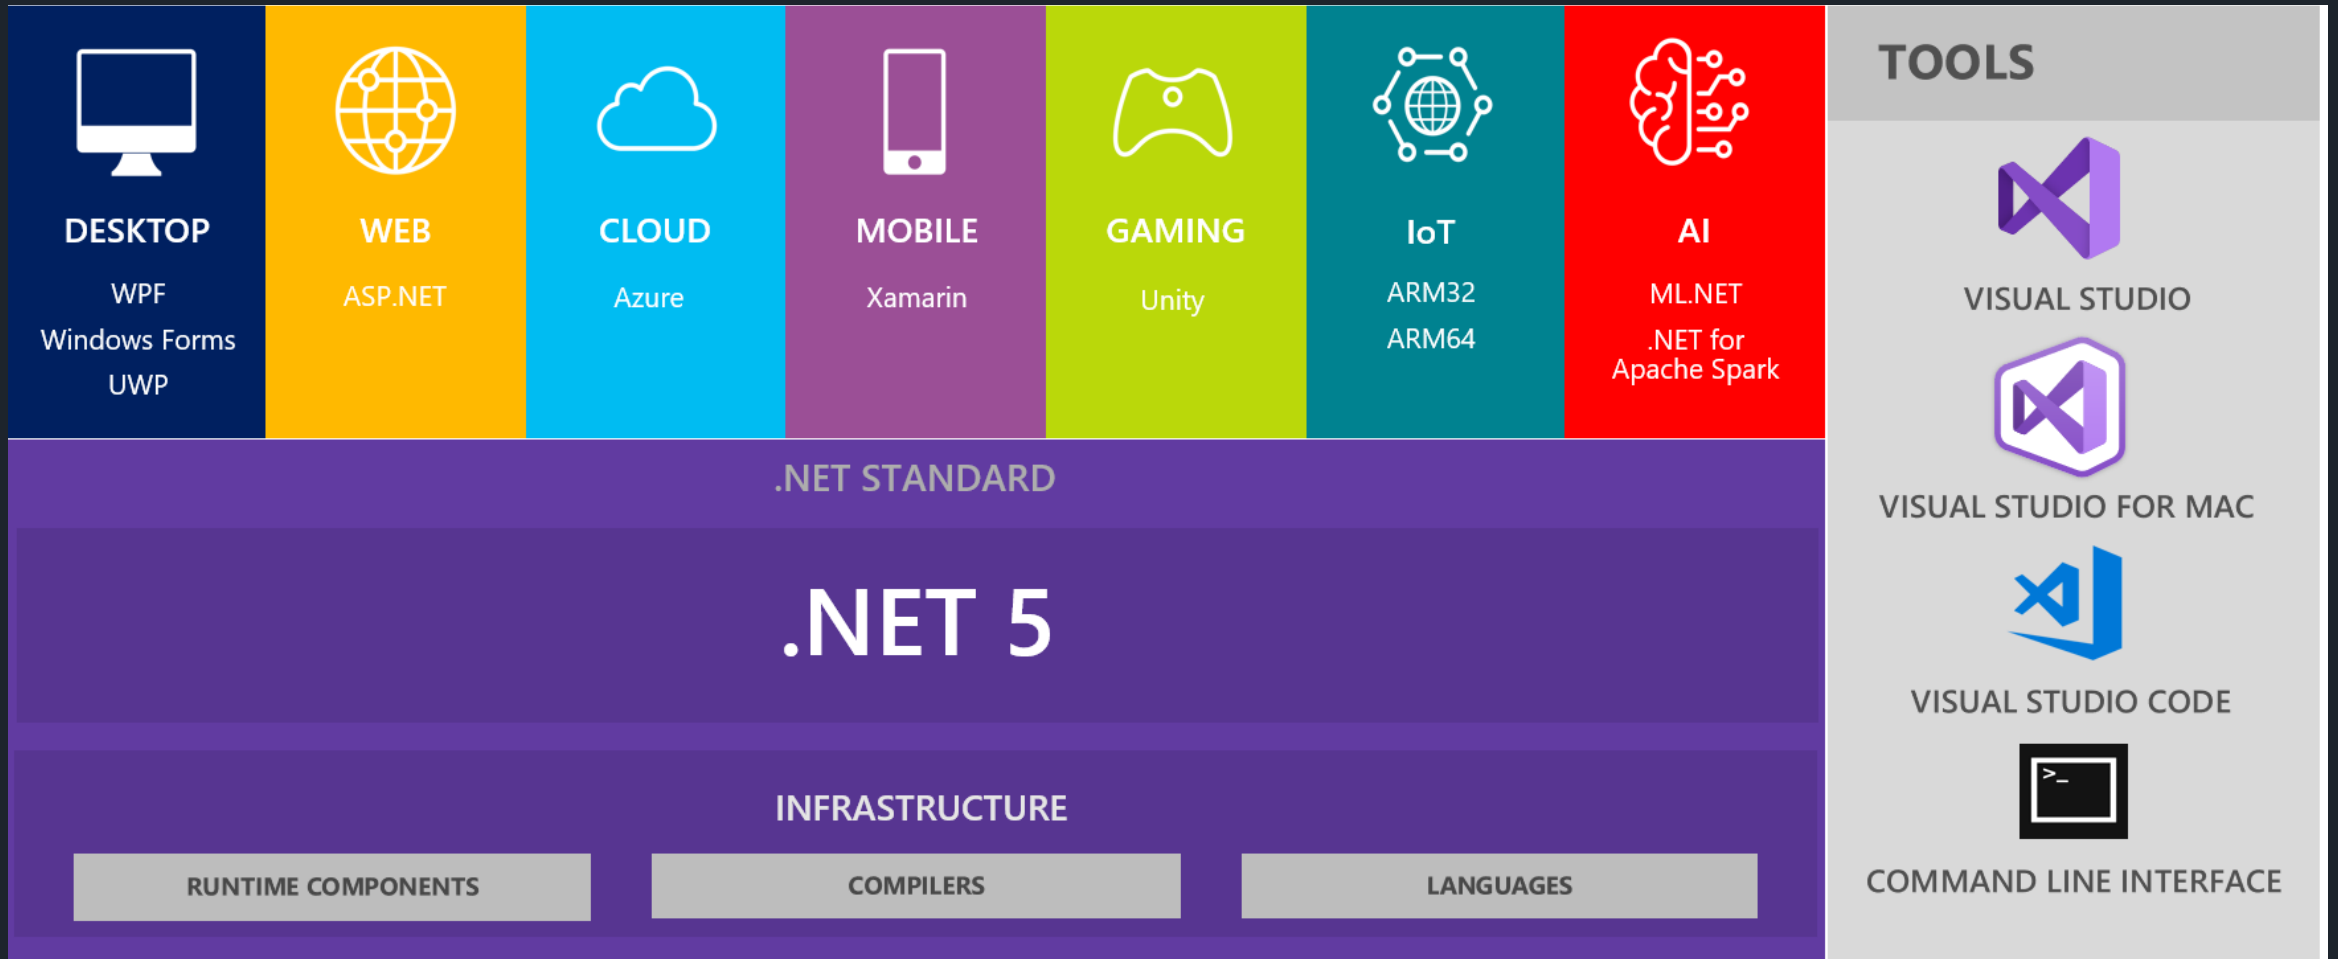 DESKTOP
WPF
Windows Forms
UWP
WEB
ASP.NET
CLOUD
Azure
MOBILE
Xamarin
GAMING
Unity
IoT
ARM32
ARM64
AI
ML.NET
.NET for
Apache Spark
.NET STANDARD
.NET 5
INFRASTRUCTURE
RUNTIME COMPONENTS
COMPILERS
LANGUAGES
TOOLS
VISUAL STUDIO
VISUAL STUDIO FOR MAC
VISUAL STUDIO CODE
>_
COMMAND LINE INTERFACE